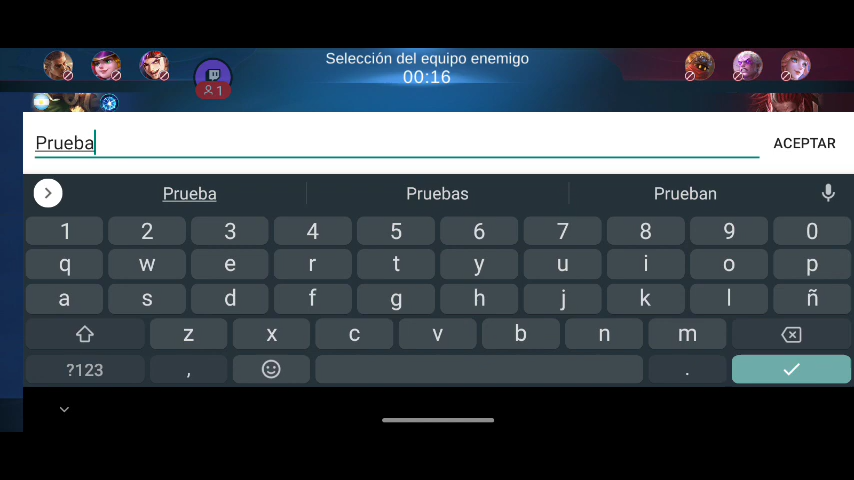 Selección del equipo enemigo
00:16
1
Prueba
ACEPTAR
Prueba Pruebas Prueban
1 2 3 4 5 6 7 8 9 0
q w e r t y u i o p
a s d f g h j k l ñ
z x c v b n m
?123 , .